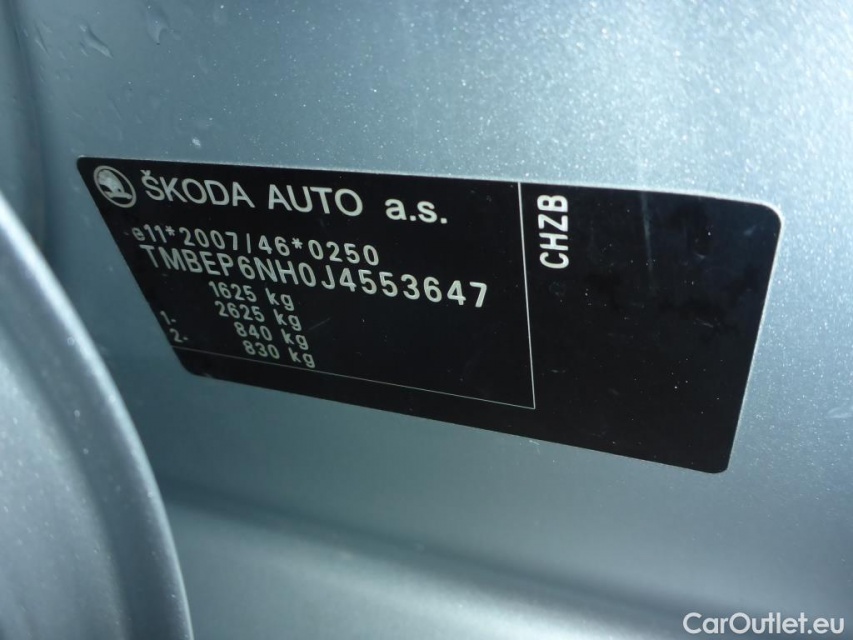 ŠKODA AUTO a.s.
e11*2007/46*0250
TMBEP6NH0J4553647
1625 kg
2625 kg
1- 840 kg
2- 830 kg
CHZB
CarOutlet.eu